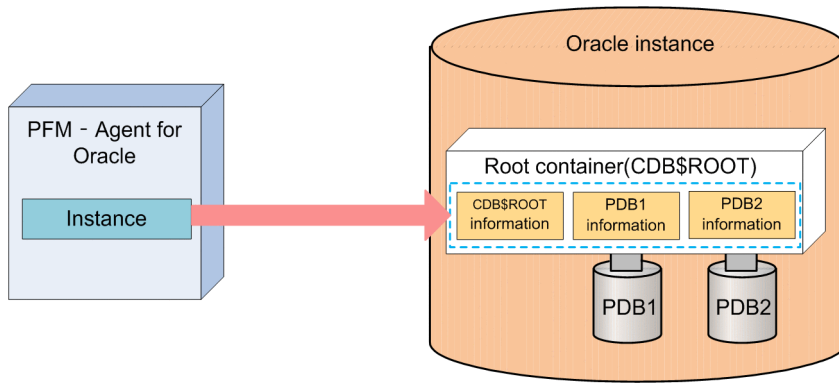 Oracle instance
PFM - Agent for
Oracle
Instance
Root container(CDB$ROOT)
CDB$ROOT
information
PDB1
information
PDB2
information
PDB1
PDB2